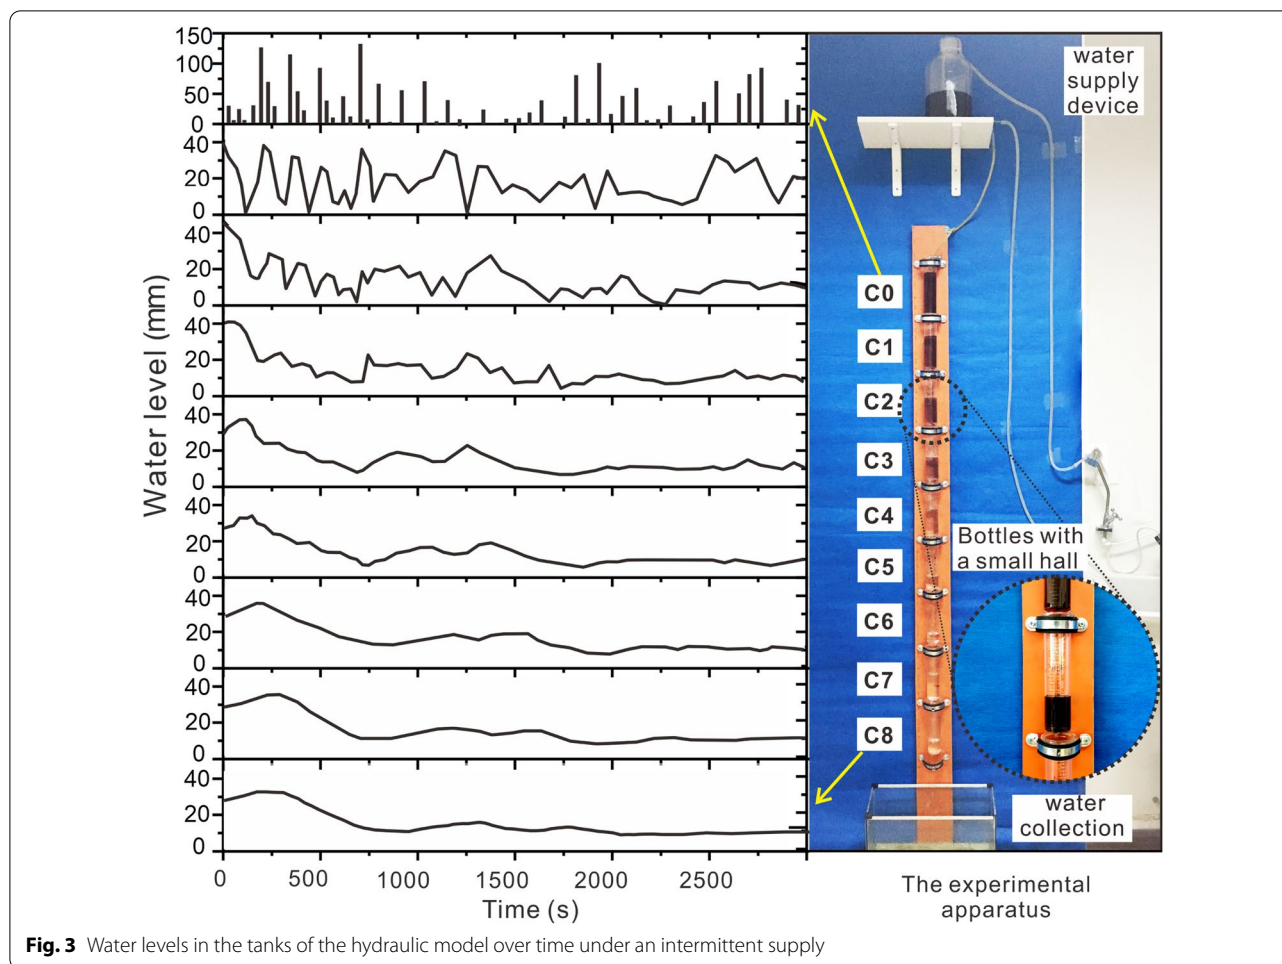 150
100
50
0
40
20
0
40
20
0
40
20
0
40
20
0
40
20
0
40
20
0
40
20
0
40
20
0
Water level (mm)
0 500 1000 1500 2000 2500
Time (s)
water
supply
device
C0
C1
C2
C3
C4
C5
C6
C7
C8
Bottles with
a small hall
water
collection
The experimental
apparatus
Fig. 3 Water levels in the tanks of the hydraulic model over time under an intermittent supply